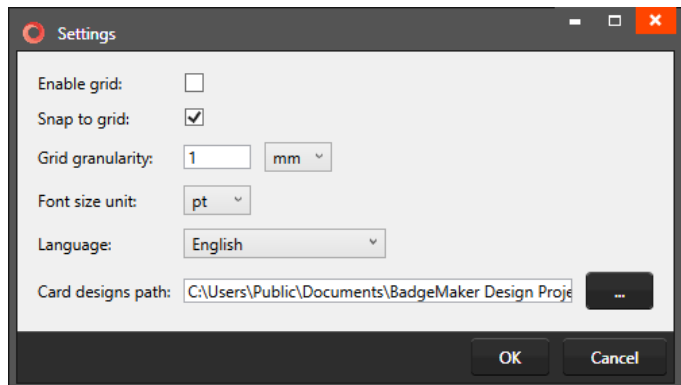 Settings
Enable grid:
Snap to grid:
Grid granularity: 1 mm
Font size unit: pt
Language: English
Card designs path: C:\Users\Public\Documents\BadgeMaker Design Proje ...
OK Cancel